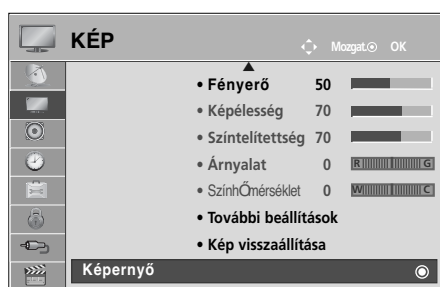 KÉP
Mozgat. OK
• Fényerő 50
• Képélesség 70
• Színtelítettség 70
• Árnyalat 0 R G
• SzínhŐmérséklet 0 W C
• További beállítások
• Kép visszaállítása
Képernyő